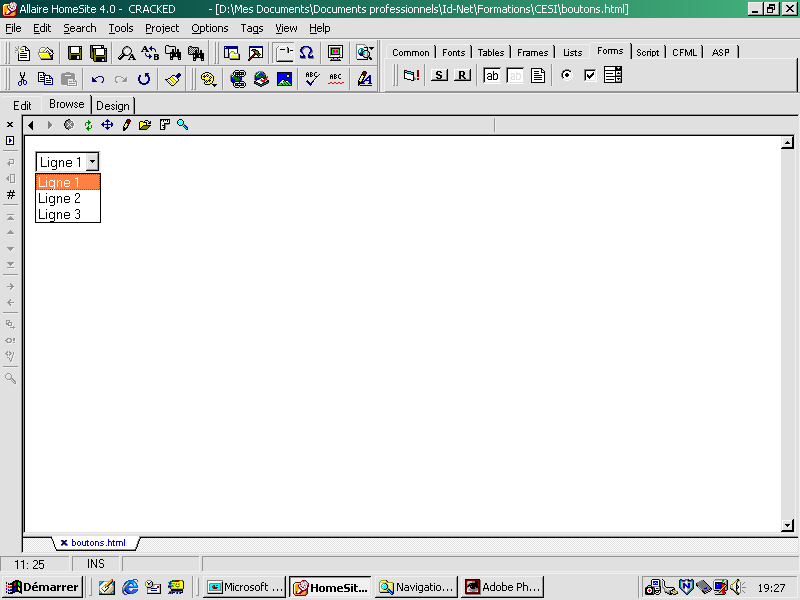 Allaire HomeSite 4.0 - CRACKED - [D:\Mes Documents\Documents professionnels\Id-Net\Formations\CESI\boutons.html]
File Edit Search Tools Project Options Tags View Help
Common Fonts Tables Frames Lists Forms Script CFML ASP
ABC ABC
S R ab ab
Edit Browse Design
Ligne 1
Ligne 1
Ligne 2
Ligne 3
#
boutons.html
11: 25 INS
Démarrer Microsoft ... HomeSit... Navigatio... Adobe Ph... 19:27